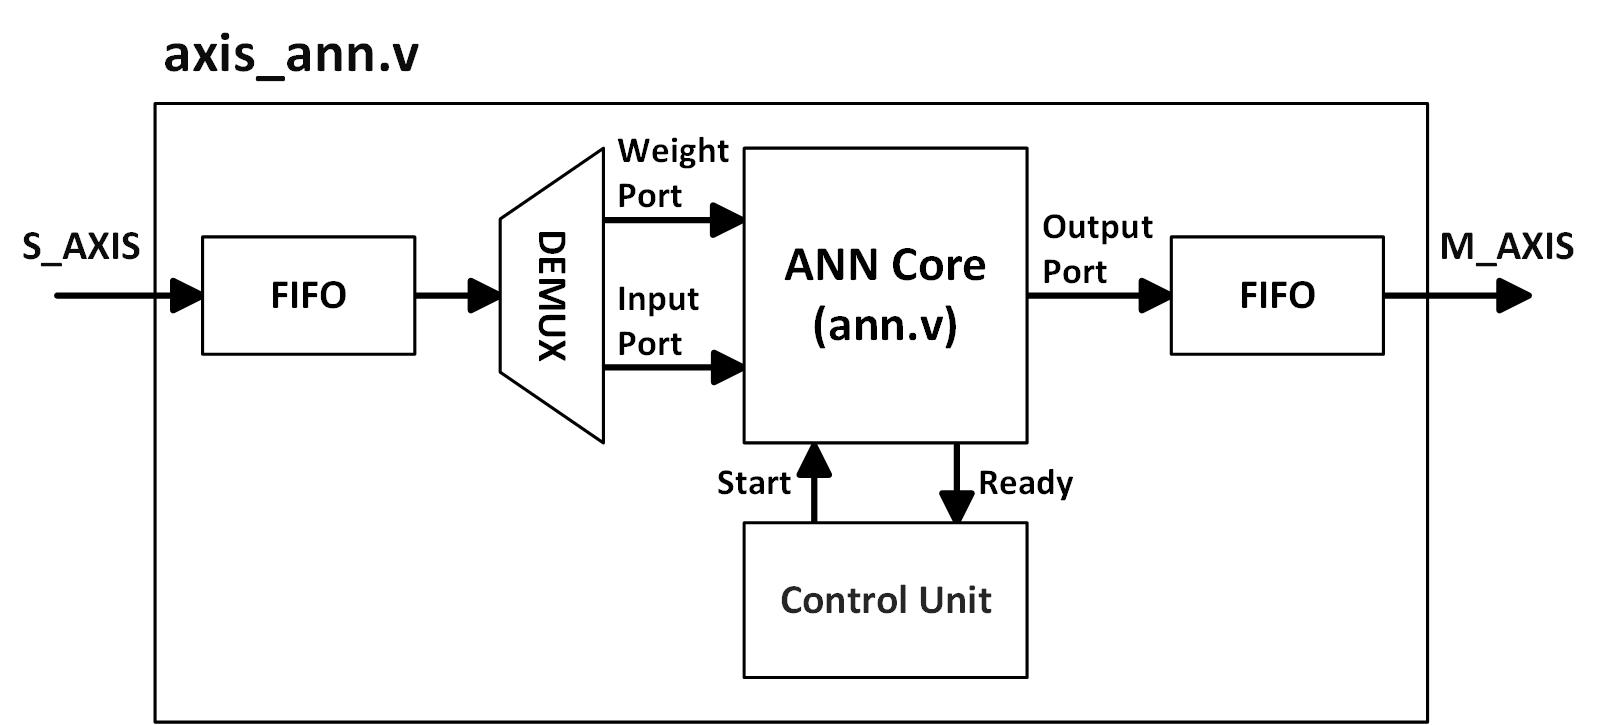 axis_ann.v
S_AXIS
FIFO
DEMUX
Weight
Port
Input
Port
ANN Core
(ann.v)
Output
Port
FIFO
M_AXIS
Start
Ready
Control Unit